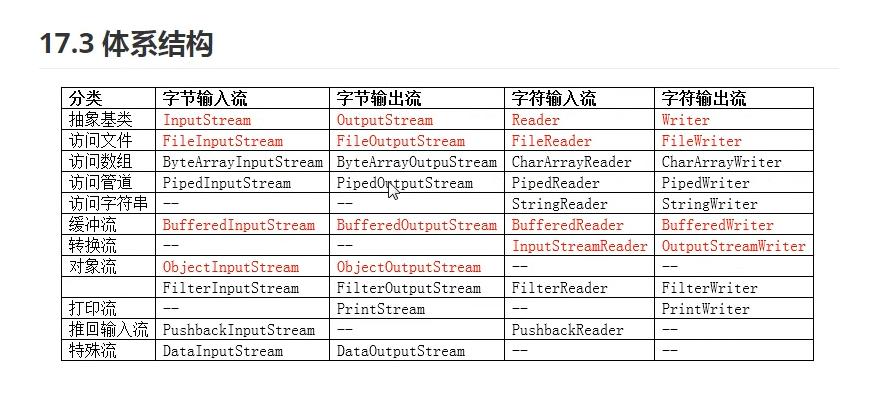 17.3 体系结构
分类 字节输入流 字节输出流 字符输入流 字符输出流
抽象基类 InputStream OutputStream Reader Writer
访问文件 FileInputStream FileOutputStream FileReader FileWriter
访问数组 ByteArrayInputStream ByteArrayOutpuStream CharArrayReader CharArrayWriter
访问管道 PipedInputStream PipedOutputStream PipedReader PipedWriter
访问字符串 -- -- StringReader StringWriter
缓冲流 BufferedInputStream BufferedOutputStream BufferedReader BufferedWriter
转换流 -- -- InputStreamReader OutputStreamWriter
对象流 ObjectInputStream ObjectOutputStream -- --
FilterInputStream FilterOutputStream FilterReader FilterWriter
打印流 -- PrintStream PrintWriter
推回输入流 PushbackInputStream -- PushbackReader --
特殊流 DataInputStream DataOutputStream -- --